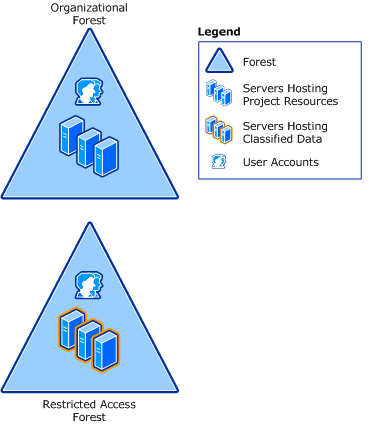 Organizational
Forest
Legend
Forest
Servers Hosting
Project Resources
Servers Hosting
Classified Data
User Accounts
Restricted Access
Forest